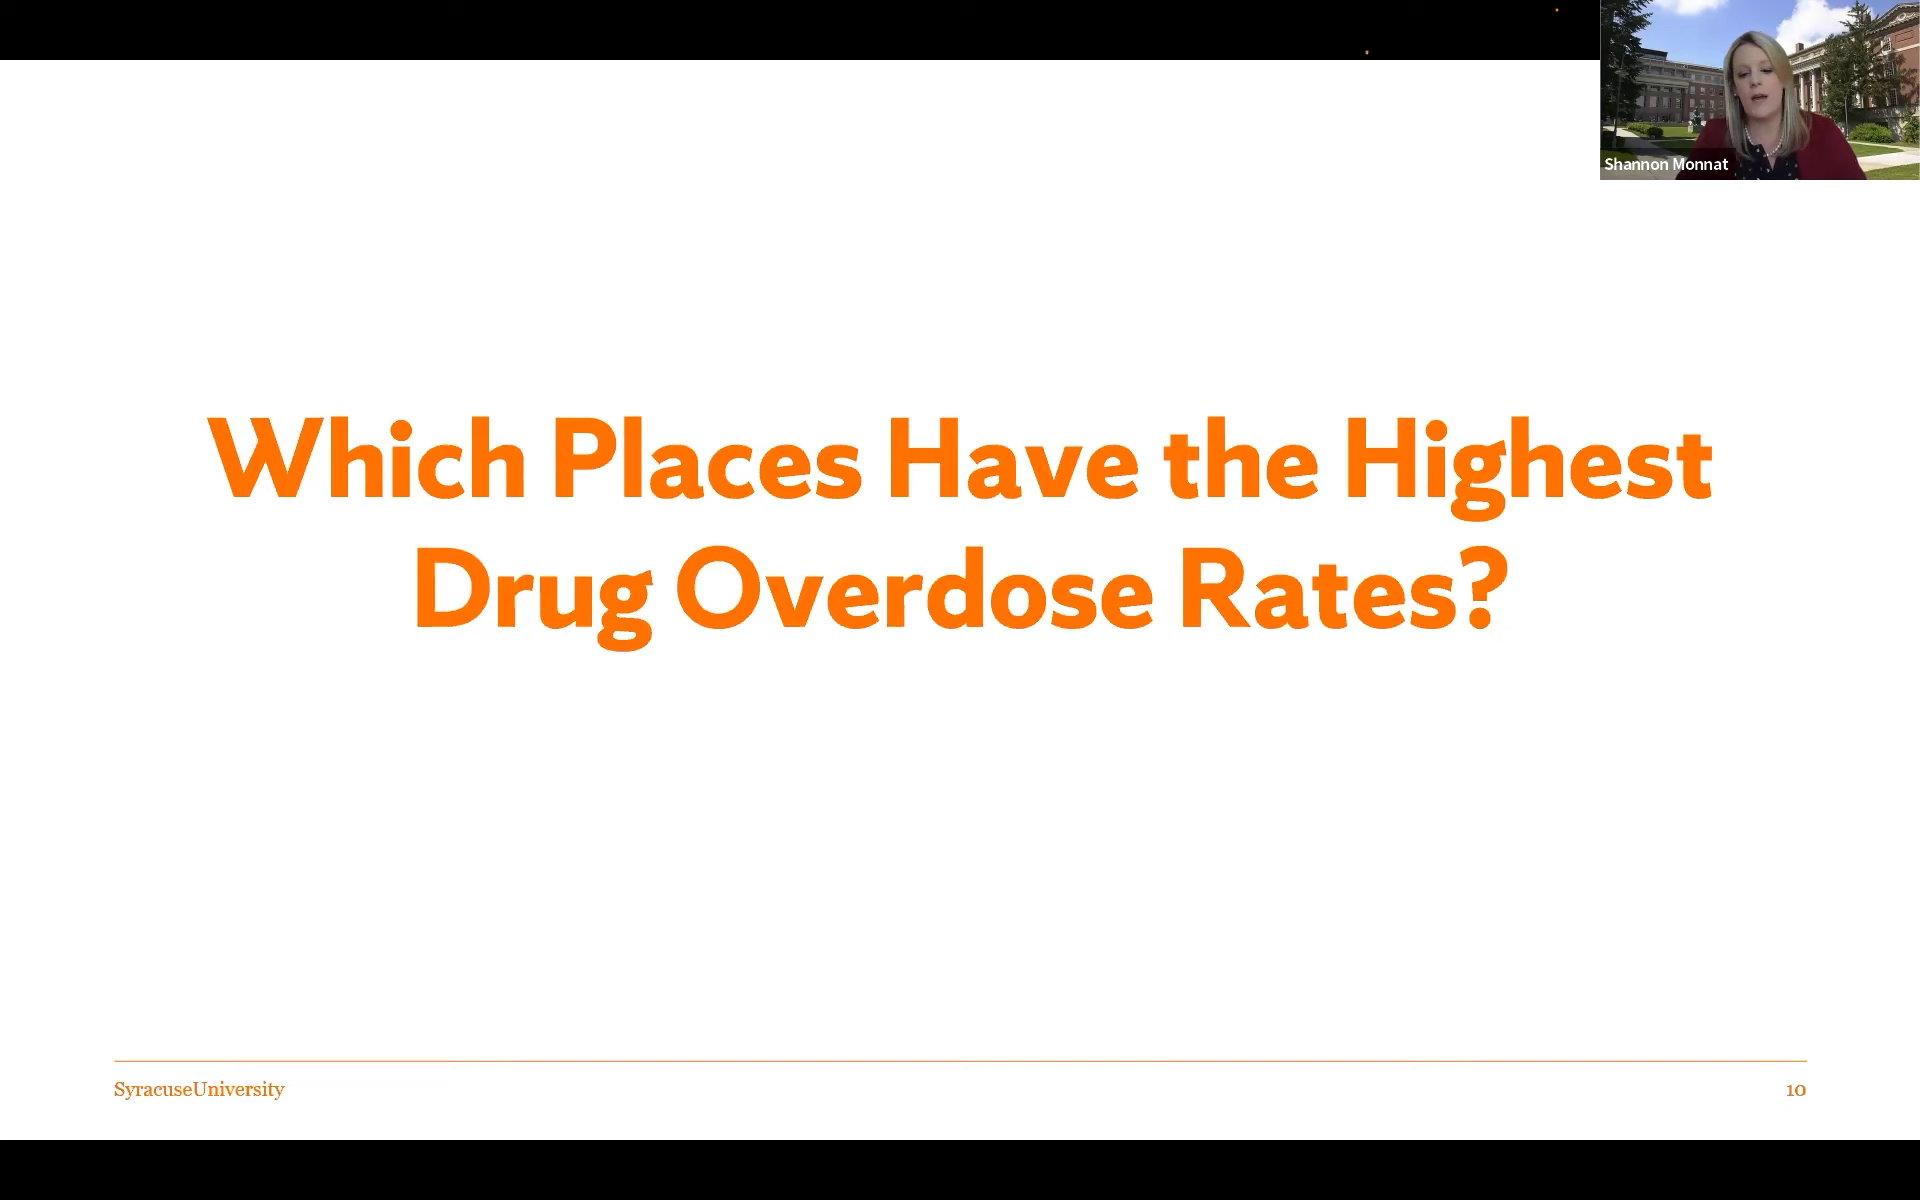 Shannon Monnat
Which Places Have the Highest
Drug Overdose Rates?
SyracuseUniversity
10